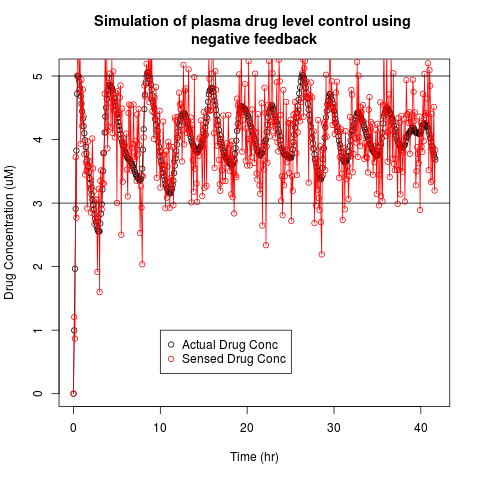 Simulation of plasma drug level control using
negative feedback
Drug Concentration (uM)
5
4
3
2
1
0
Actual Drug Conc
Sensed Drug Conc
0 10 20 30 40
Time (hr)